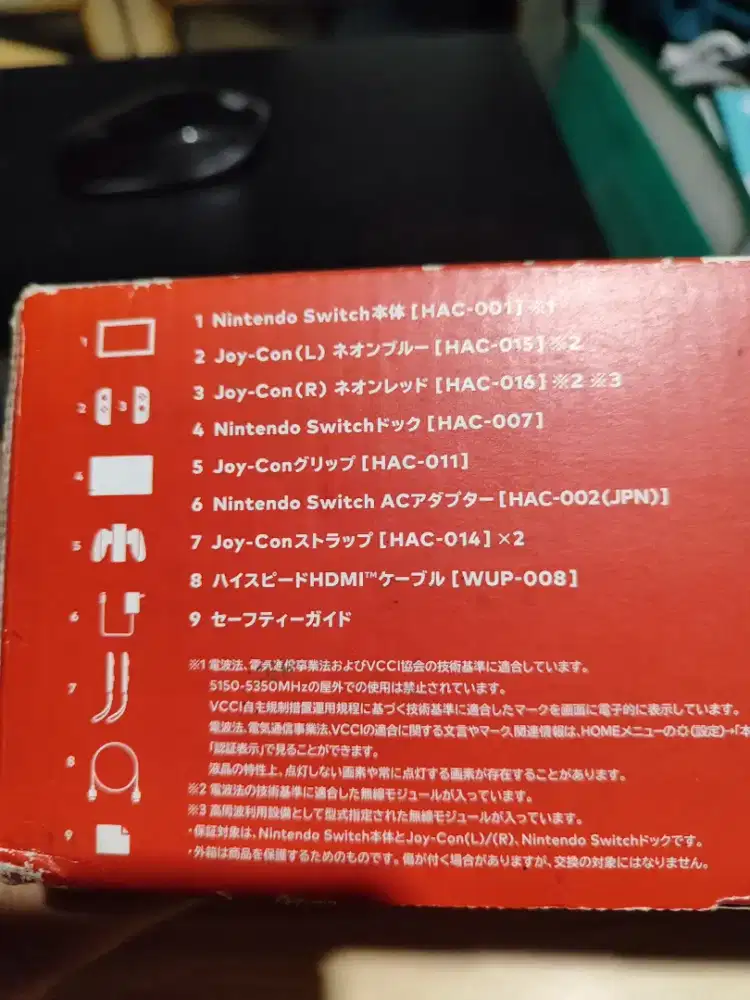 1 Nintendo Switch本体 [HAC-001] ※1
2 Joy-Con(L) ネオンブルー [HAC-015] ※2
3 Joy-Con(R) ネオンレッド [HAC-016] ※2 ※3
4 Nintendo Switchドック [HAC-007]
5 Joy-Conグリップ [HAC-011]
6 Nintendo Switch ACアダプター [HAC-002(JPN)]
7 Joy-Conストラップ [HAC-014] ×2
8 ハイスピードHDMI™ケーブル [WUP-008]
9 セーフティーガイド
※1 電波法、電気通信事業法およびVCCI協会の技術基準に適合しています。
5150-5350MHzの屋外での使用は禁止されています。
VCCI自主規制措置運用規程に基づく技術基準に適合したマークを画面に電子的に表示しています。
電波法、電気通信事業法、VCCIの適合に関する文言やマーク、関連情報は、HOMEメニューの(設定)→「本
「認証表示」で見ることができます。
液晶の特性上、点灯しない画素や常に点灯する画素が存在することがあります。
※2 電波法の技術基準に適合した無線モジュールが入っています。
※3 高周波利用設備として型式指定された無線モジュールが入っています。
・保証対象は、Nintendo Switch本体とJoy-Con(L)/(R)、Nintendo Switchドックです。
・外箱は商品を保護するためのものです。傷が付く場合がありますが、交換の対象にはなりません。
1
2
3
4
5
6
7
8
9